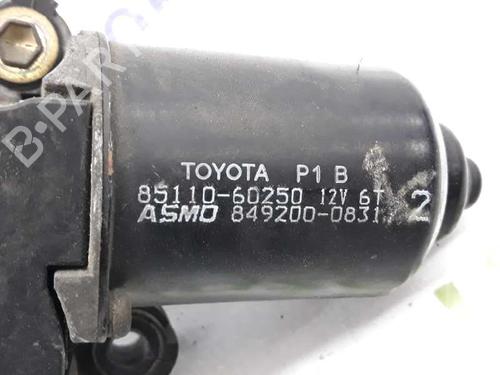 TOYOTA P1 B
85110-60250 12V 6T
ASMO 849200-0831 2
B-PARTS